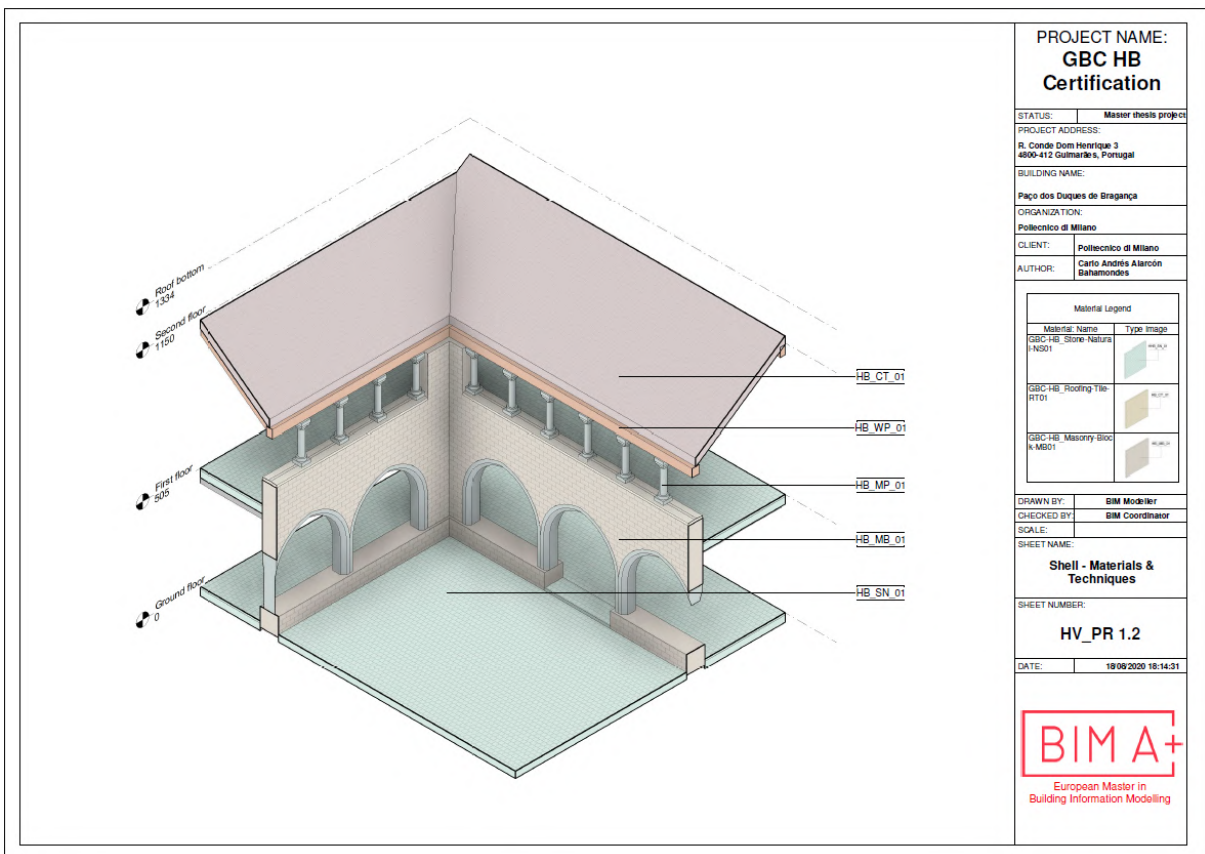 Roof bottom
1334
Second floor
1150
First floor
505
Ground floor
0
HB_CT_01
HB_WP_01
HB_MP_01
HB_MB_01
HB_SN_01
PROJECT NAME:
GBC HB
Certification
STATUS: Master thesis project
PROJECT ADDRESS:
R. Conde Dom Henrique 3
4800-412 Guimarães, Portugal
BUILDING NAME:
Paço dos Duques de Bragança
ORGANIZATION:
Politecnico di Milano
CLIENT: Politecnico di Milano
AUTHOR: Carlo Andrés Alarcón
Bahamondes
Material Legend
Material: Name Type Image
GBC-HB_Stone-Natura
l-NS01
GBC-HB_Roofing-Tile-
RT01
GBC-HB_Masonry-Bloc
k-MB01
DRAWN BY: BIM Modeller
CHECKED BY: BIM Coordinator
SCALE:
SHEET NAME:
Shell - Materials &
Techniques
SHEET NUMBER:
HV_PR 1.2
DATE: 18/08/2020 18:14:31
BIM A+
European Master in
Building Information Modelling